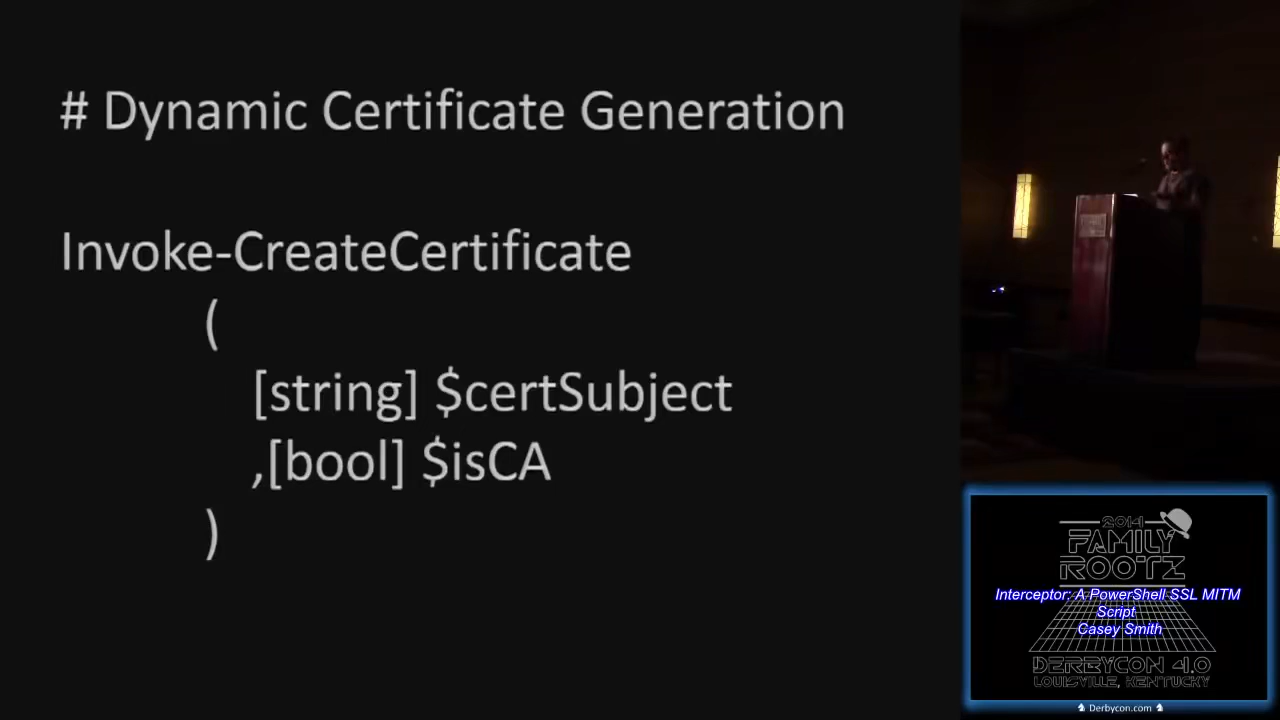 # Dynamic Certificate Generation
Invoke-CreateCertificate
(
[string] $certSubject
,[bool] $isCA
)
2014
FAMILY
ROOTZ
Interceptor: A PowerShell SSL MITM
Script
Casey Smith
DERBYCON 4.0
LOUISVILLE, KENTUCKY
Derbycon.com